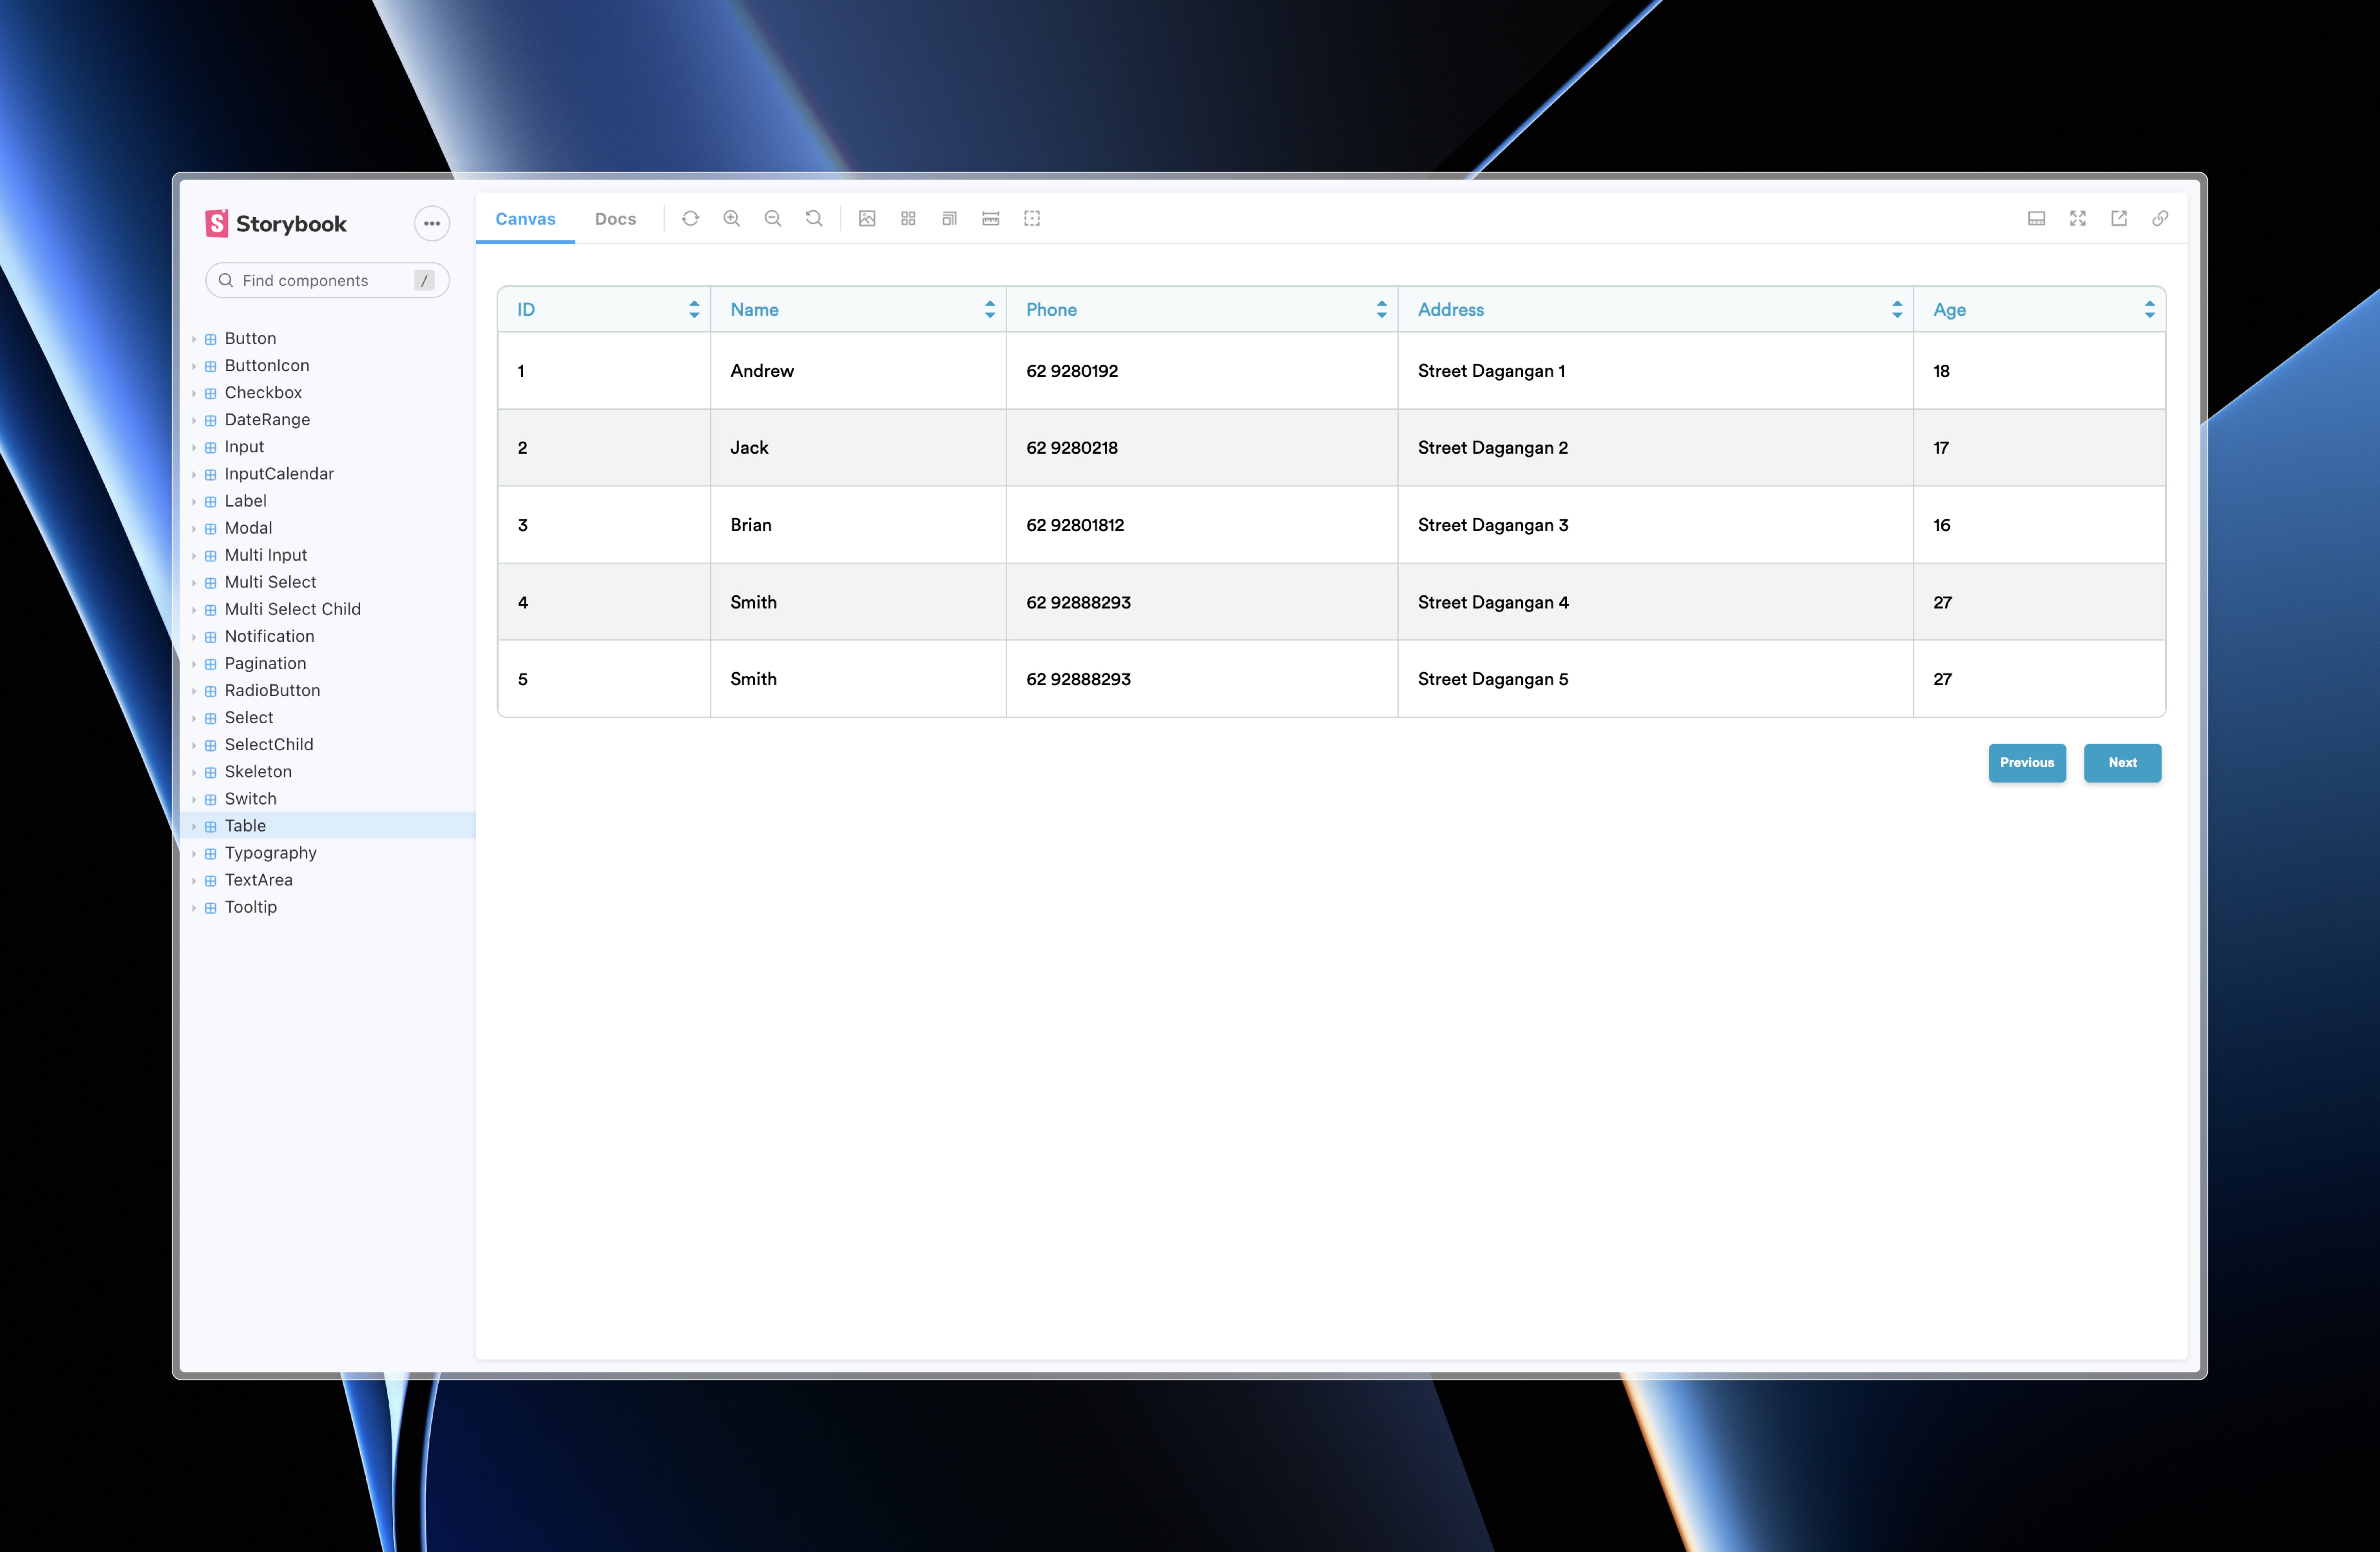 Storybook
Find components /
Button
ButtonIcon
Checkbox
DateRange
Input
InputCalendar
Label
Modal
Multi Input
Multi Select
Multi Select Child
Notification
Pagination
RadioButton
Select
SelectChild
Skeleton
Switch
Table
Typography
TextArea
Tooltip
Canvas Docs
ID Name Phone Address Age
1 Andrew 62 9280192 Street Dagangan 1 18
2 Jack 62 9280218 Street Dagangan 2 17
3 Brian 62 92801812 Street Dagangan 3 16
4 Smith 62 92888293 Street Dagangan 4 27
5 Smith 62 92888293 Street Dagangan 5 27
Previous Next